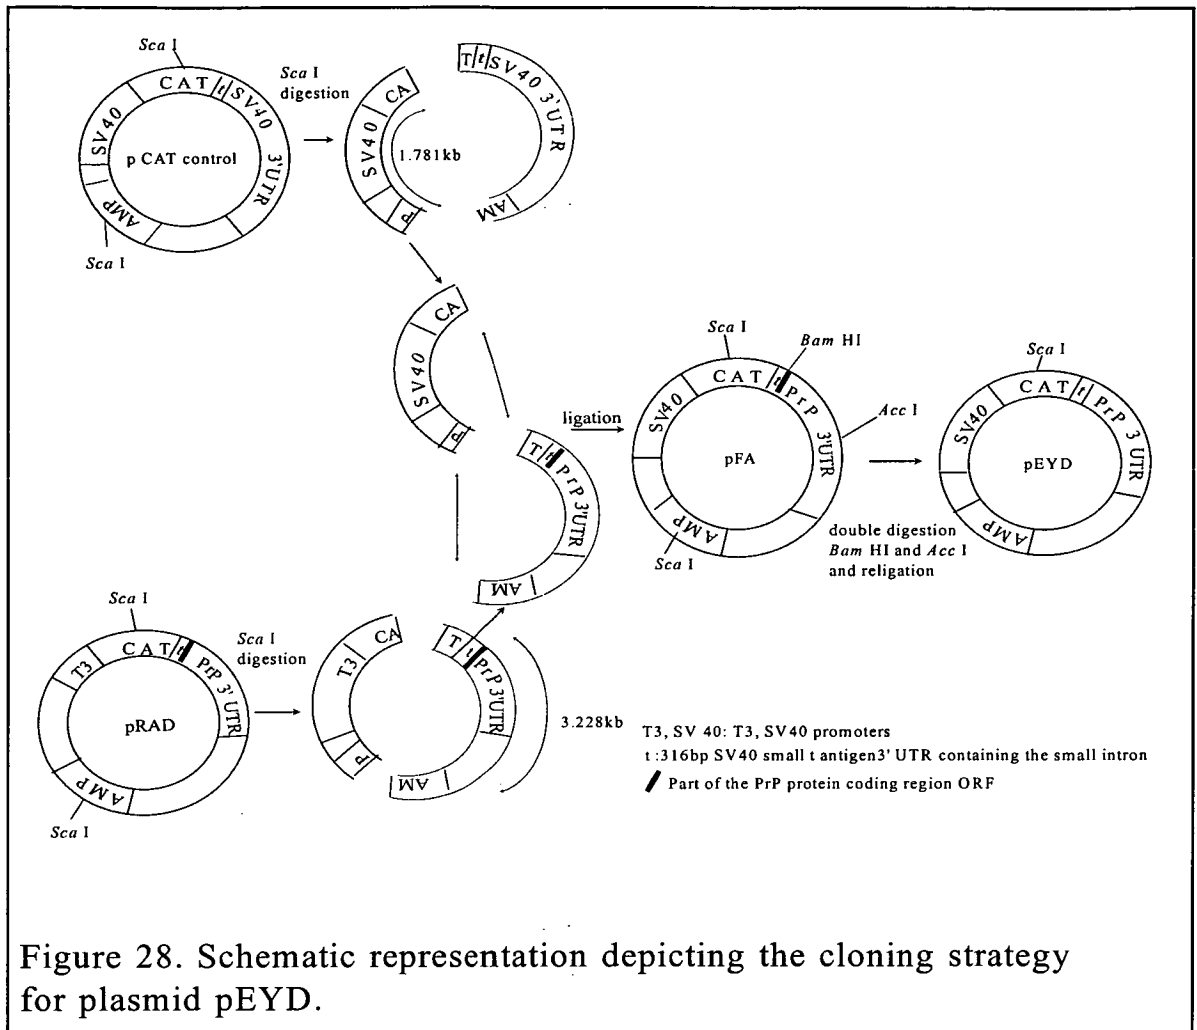 Sca I
CAT
t
SV40
3'UTR
SV40
AMP
p CAT control
Sca I
Sca I
digestion
CA
SV40
P
1.781kb
T
t
SV40 3'UTR
AM
CA
SV40
P
T
t
PrP 3'UTR
AM
ligation
Sca I
Bam HI
CAT
t
PrP
3'UTR
SV40
AMP
pFA
Acc I
Sca I
double digestion
Bam HI and Acc I
and religation
Sca I
CAT
t
PrP 3'UTR
SV40
AMP
pEYD
Sca I
CAT
t
PrP 3' UTR
T3
AMP
pRAD
Sca I
Sca I
digestion
CA
T3
P
T
t
PrP 3'UTR
AM
3.228kb
T3, SV 40: T3, SV40 promoters
t :316bp SV40 small t antigen3' UTR containing the small intron
Part of the PrP protein coding region ORF
Figure 28. Schematic representation depicting the cloning strategy
for plasmid pEYD.